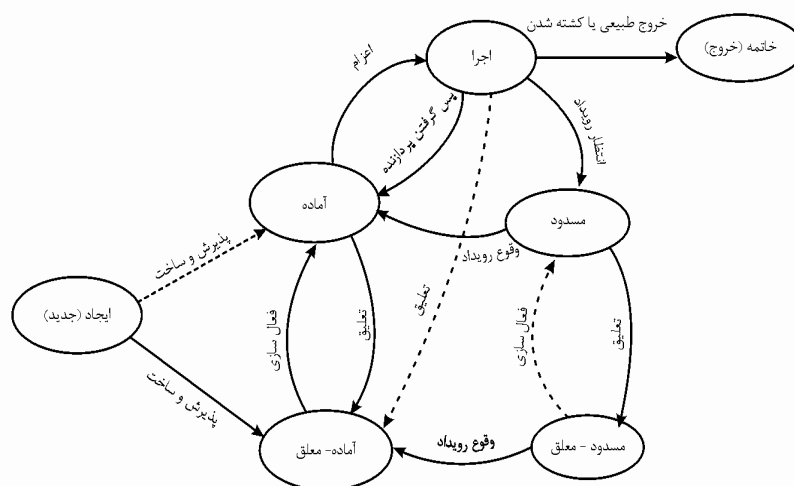 خروج طبیعی یا کشته شدن
خاتمه (خروج)
اجرا
اعزام
پس گرفتن پردازنده
انتظار رویداد
آماده
مسدود
پذیرش و ساخت
وقوع رویداد
تعلیق
ایجاد (جدید)
فعال سازی
تعلیق
فعال سازی
تعلیق
پذیرش و ساخت
وقوع رویداد
آماده- معلق
مسدود - معلق